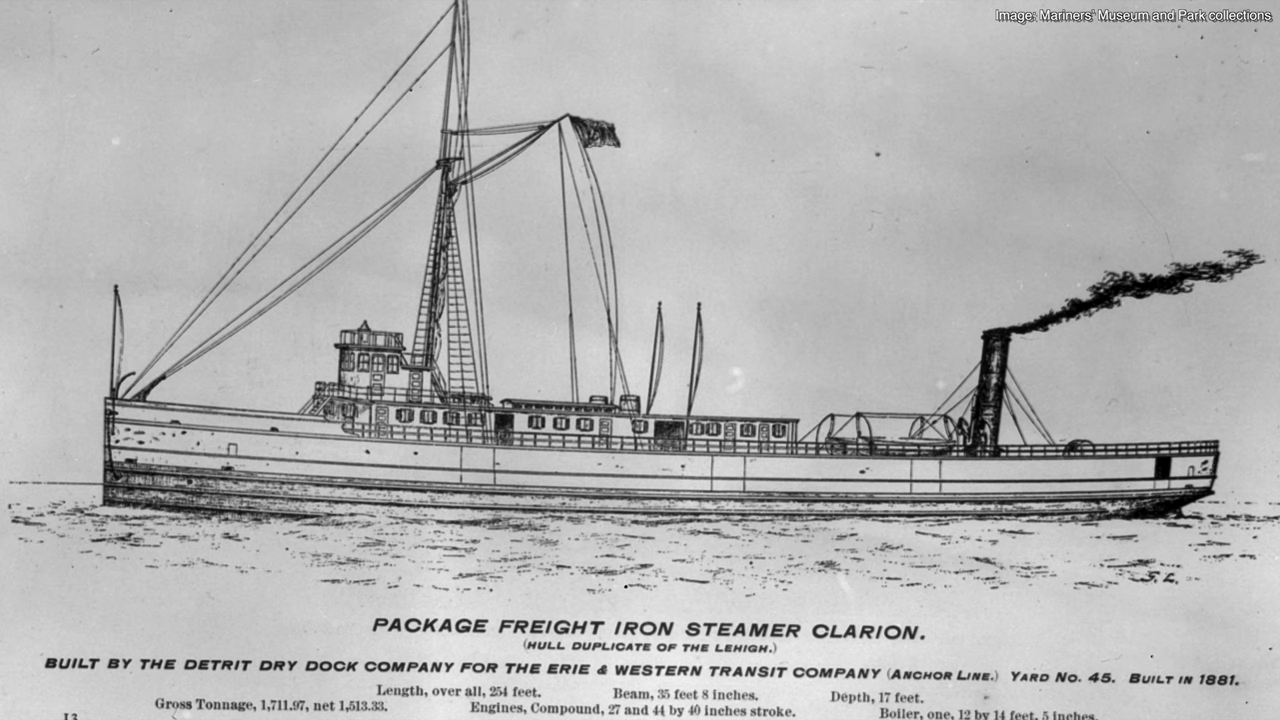 Image: Mariners' Museum and Park collections
S. L.
PACKAGE FREIGHT IRON STEAMER CLARION.
(HULL DUPLICATE OF THE LEHIGH.)
BUILT BY THE DETRIT DRY DOCK COMPANY FOR THE ERIE & WESTERN TRANSIT COMPANY (ANCHOR LINE.) YARD NO. 45. BUILT IN 1881.
Length, over all, 254 feet. Beam, 35 feet 8 inches. Depth, 17 feet.
Gross Tonnage, 1,711.97, net 1,513.33. Engines, Compound, 27 and 44 by 40 inches stroke. Boiler, one, 12 by 14 feet, 5 inches.
13